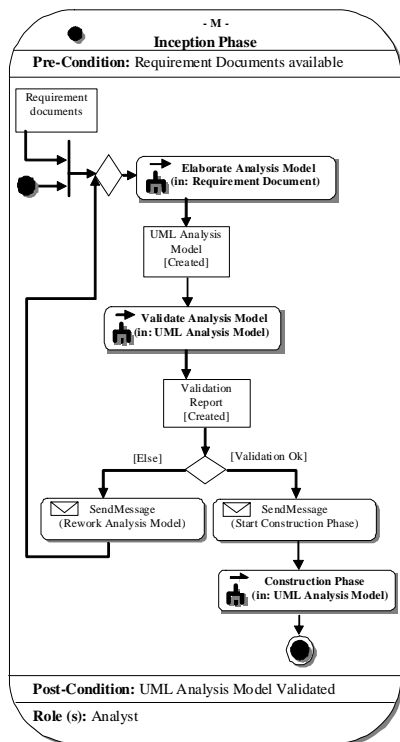 - M -
Inception Phase
Pre-Condition: Requirement Documents available
Requirement
documents
Elaborate Analysis Model
(in: Requirement Document)
UML Analysis
Model
[Created]
Validate Analysis Model
(in: UML Analysis Model)
Validation
Report
[Created]
[Else]
[Validation Ok]
SendMessage
(Rework Analysis Model)
SendMessage
(Start Construction Phase)
Construction Phase
(in: UML Analysis Model)
Post-Condition: UML Analysis Model Validated
Role (s): Analyst